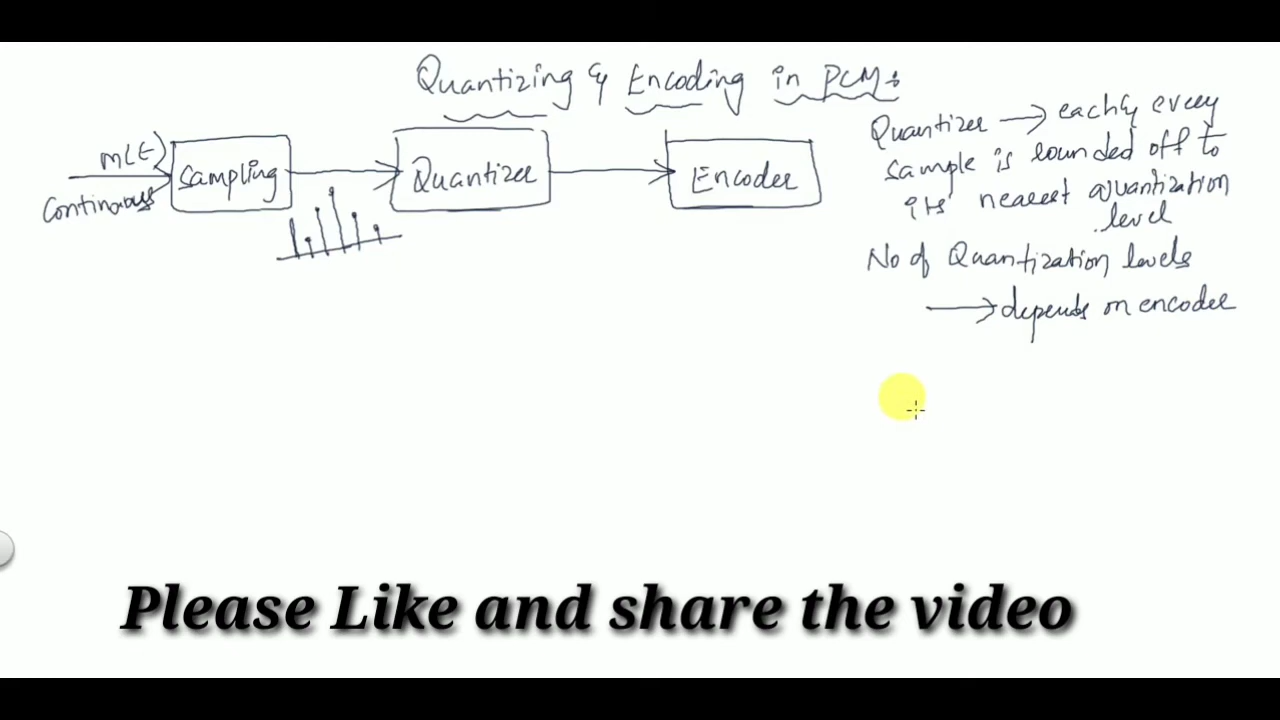 Quantizing & Encoding in PCM:
m(t)
Continuous
Sampling
Quantizer
Encoder
Quantizer → each & every
sample is rounded off to
its nearest quantization
level
No of Quantization levels
→ depends on encoder
Please Like and share the video